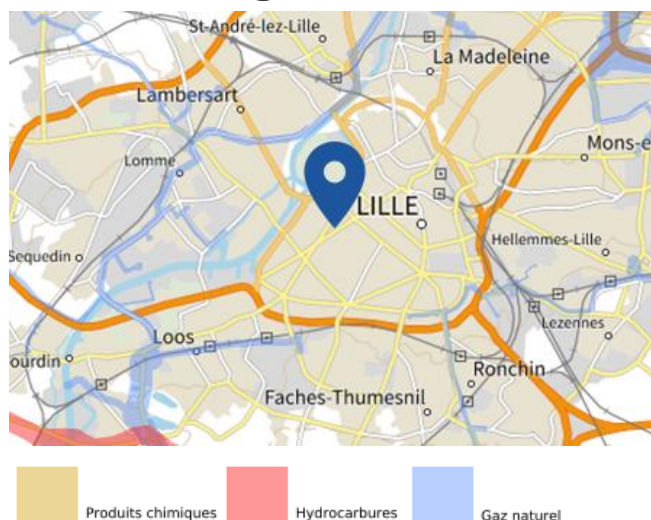 St-André-lez-Lille
La Madeleine
Lambersart
Mons-e
Lomme
LILLE
Hellemmes-Lille
Sequedin
Lezennes
Loos
ourdin
Ronchin
Faches-Thumesnil
Produits chimiques
Hydrocarbures
Gaz naturel